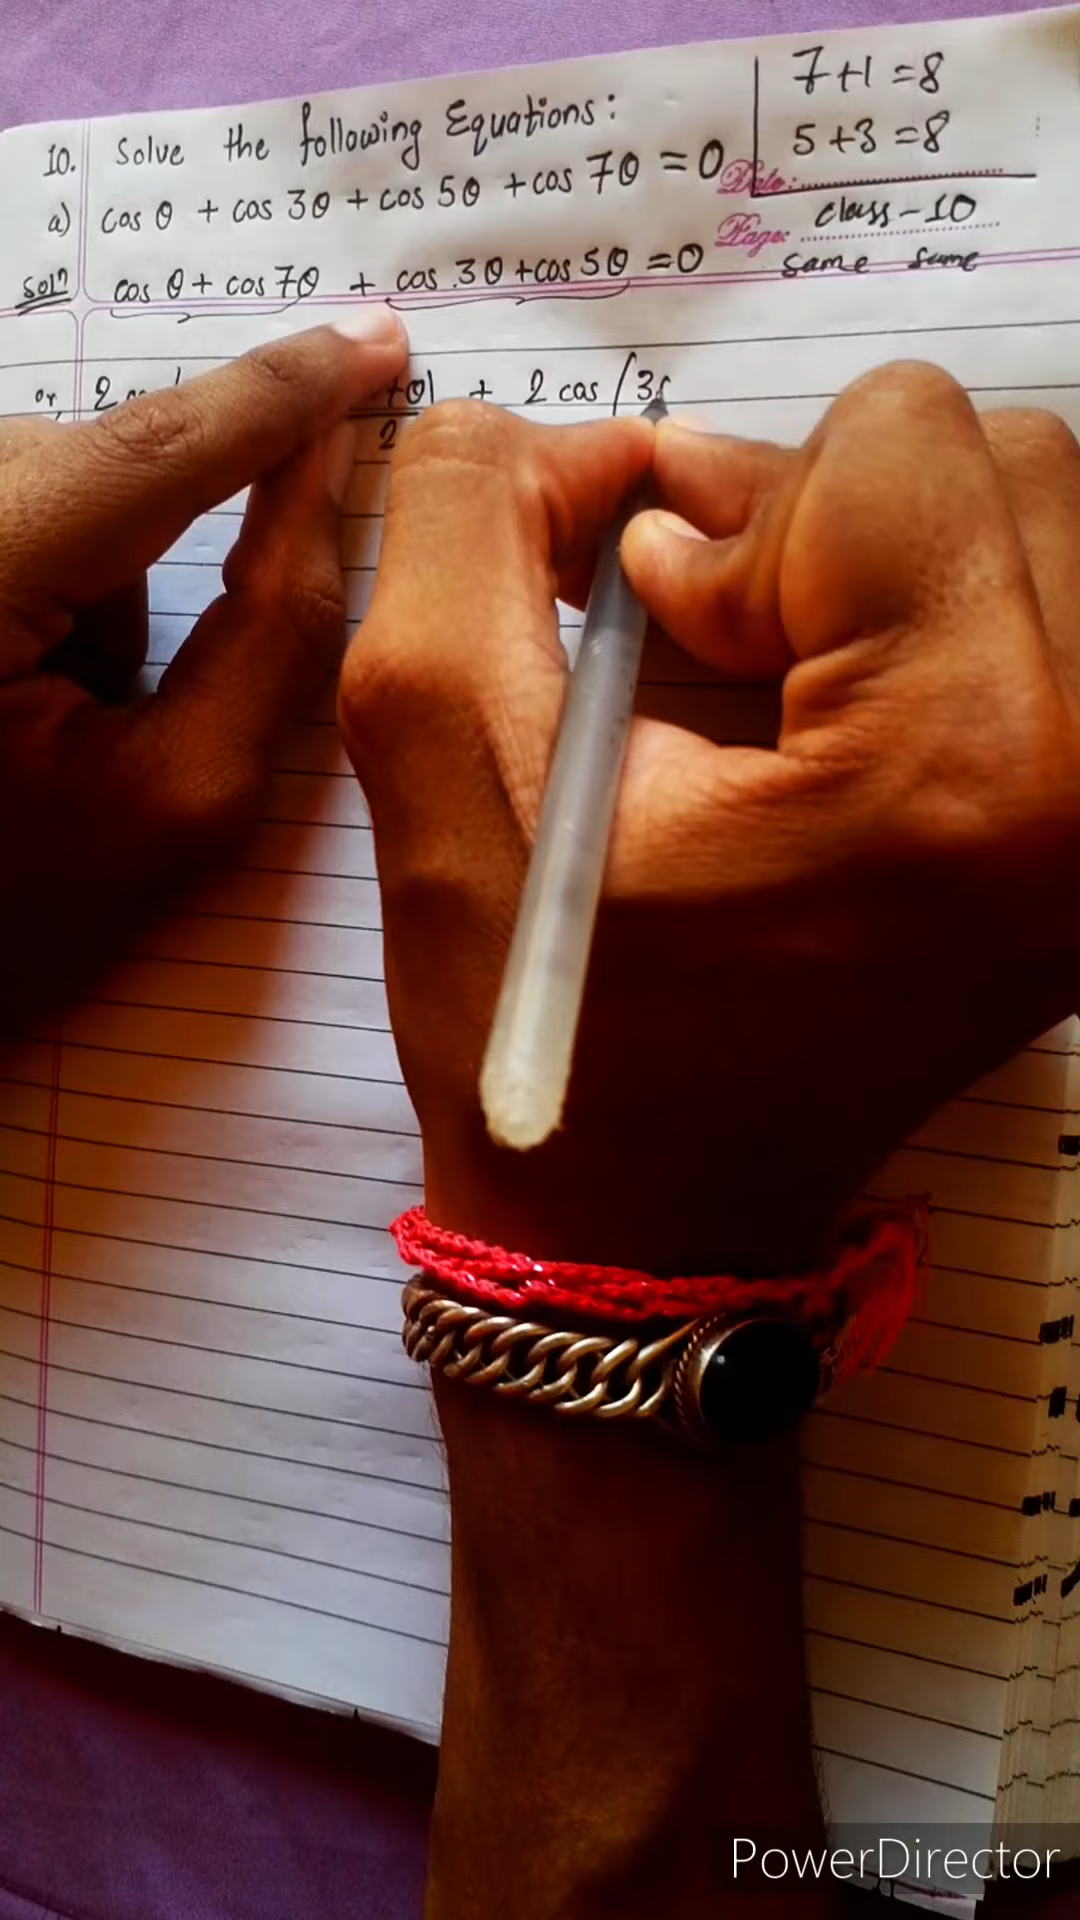 10. Solve the following Equations:
a) cos θ + cos 3θ + cos 5θ + cos 7θ = 0
7+1=8
5+3=8
Date:
Page: class-10
same same
Solⁿ cos θ + cos 7θ + cos 3θ + cos 5θ = 0
or, 2 +θ) + 2 cos (3
2
PowerDirector